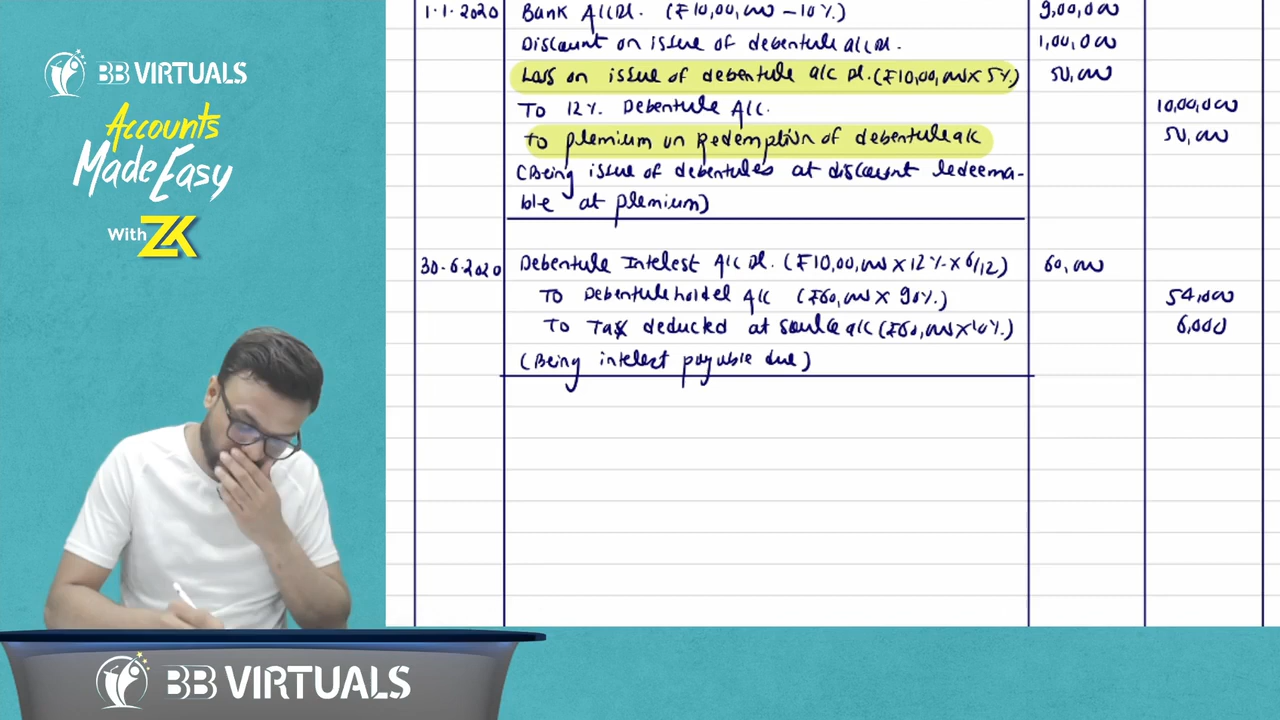 BB VIRTUALS
Accounts
Made Easy
With ZK
1.1.2020 Bank A/c Dr. (₹10,00,000 - 10%) 9,00,000
Discount on issue of debenture a/c Dr. 1,00,000
Loss on issue of debenture a/c Dr. (₹10,00,000 x 5%) 50,000
To 12% Debenture A/c. 10,00,000
To premium on Redemption of debenture a/c 50,000
(Being issue of debentures at discount redeema-
ble at premium)
30.6.2020 Debenture Interest A/c Dr. (₹10,00,000 x 12% x 6/12) 60,000
To Debentureholder A/c (₹60,000 x 90%) 54,000
To Tax deducted at source a/c (₹60,000 x 10%) 6,000
(Being interest payable due)
BB VIRTUALS